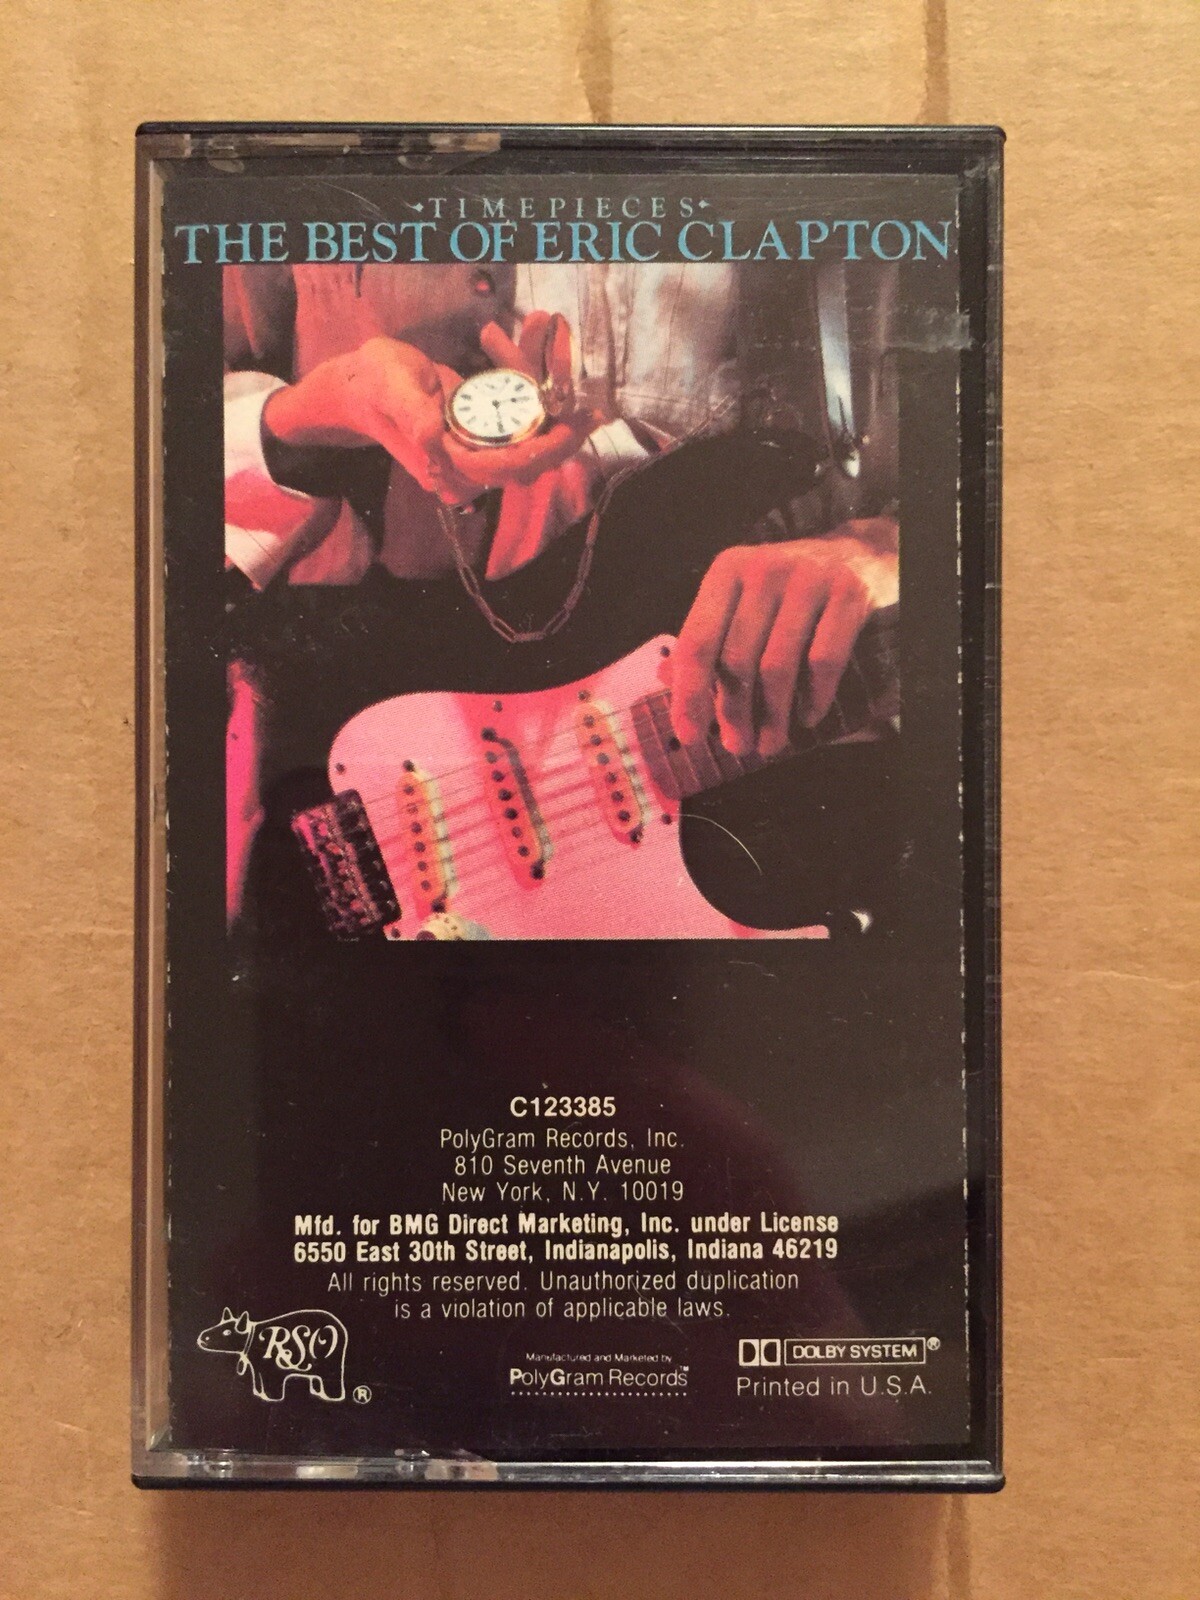 TIMEPIECES
THE BEST OF ERIC CLAPTON
C123385
PolyGram Records, Inc.
810 Seventh Avenue
New York, N.Y. 10019
Mfd. for BMG Direct Marketing, Inc. under License
6550 East 30th Street, Indianapolis, Indiana 46219
All rights reserved. Unauthorized duplication
is a violation of applicable laws.
RSO ®
Manufactured and Marketed by
PolyGram Records™
DOLBY SYSTEM®
Printed in U.S.A.